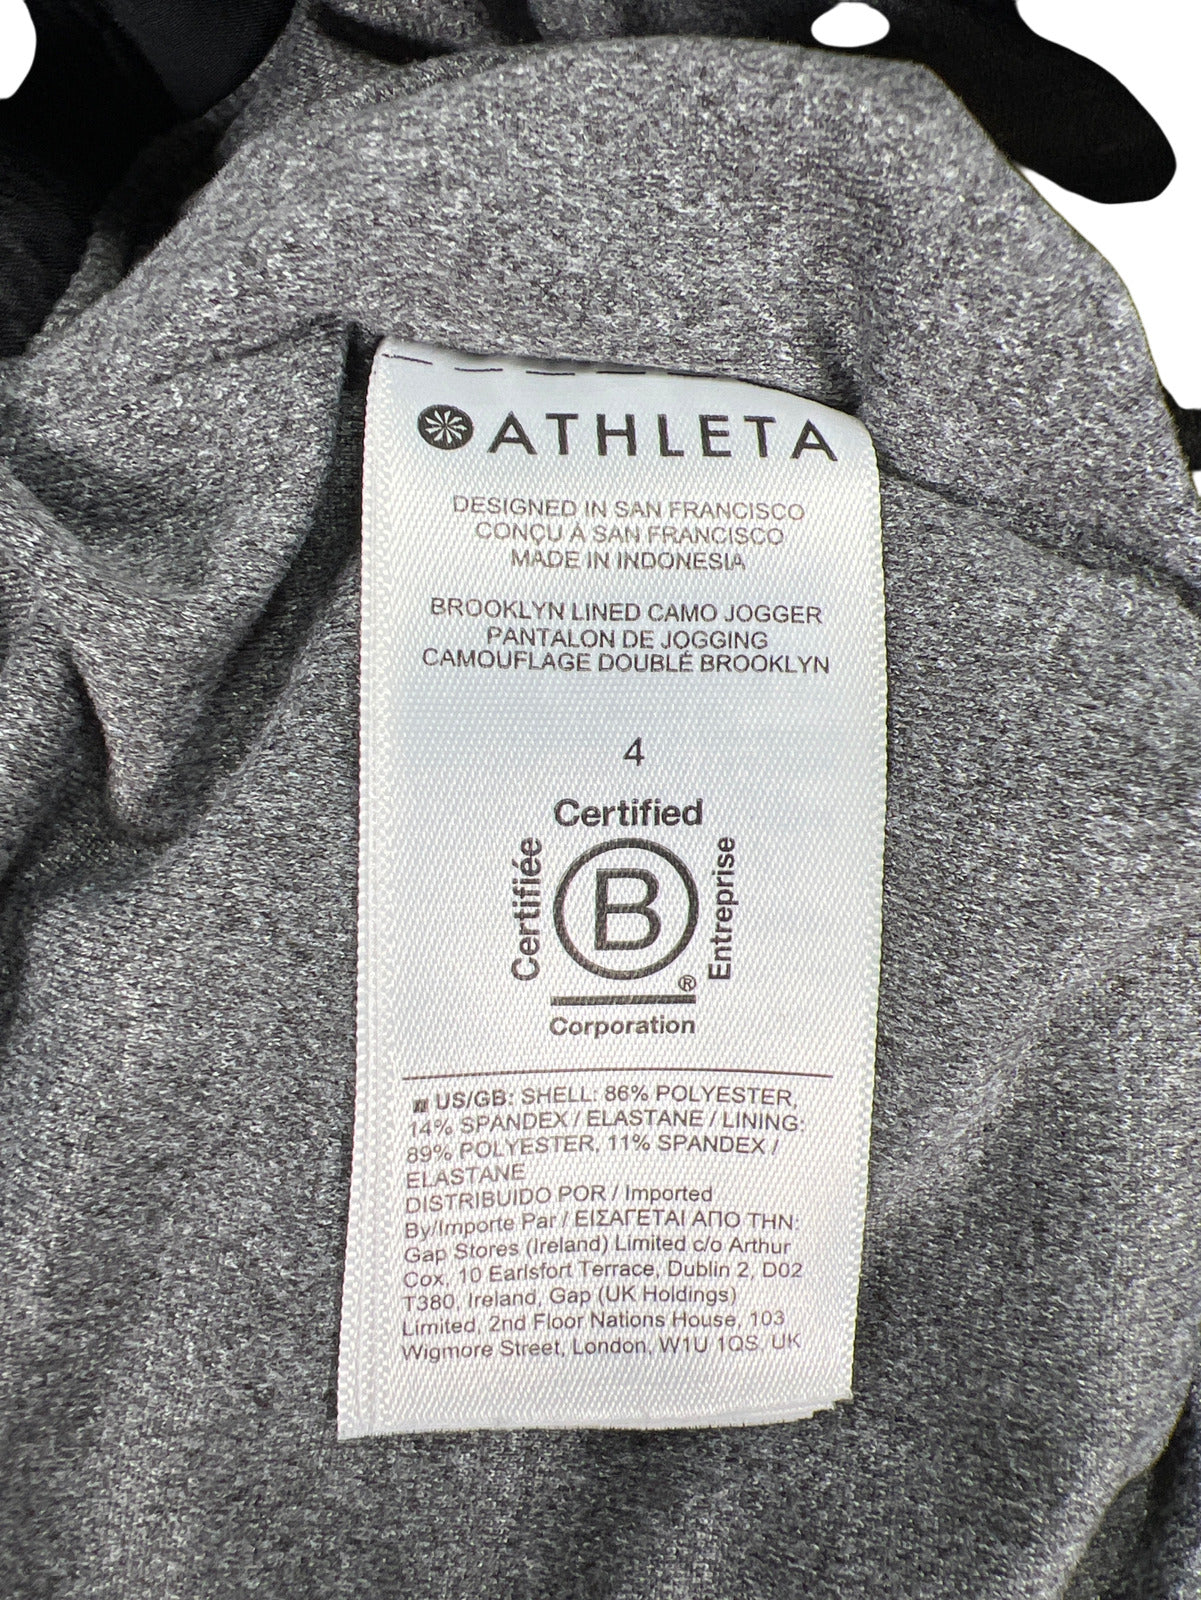 ATHLETA
DESIGNED IN SAN FRANCISCO
CONÇU À SAN FRANCISCO
MADE IN INDONESIA
BROOKLYN LINED CAMO JOGGER
PANTALON DE JOGGING
CAMOUFLAGE DOUBLÉ BROOKLYN
4
Certified
Certifiée
B
Entreprise
®
Corporation
US/GB: SHELL: 86% POLYESTER,
14% SPANDEX / ELASTANE / LINING:
89% POLYESTER, 11% SPANDEX /
ELASTANE
DISTRIBUIDO POR / Imported
By/Importe Par / ΕΙΣΑΓΕΤΑΙ ΑΠΟ ΤΗΝ:
Gap Stores (Ireland) Limited c/o Arthur
Cox, 10 Earlsfort Terrace, Dublin 2, D02
T380, Ireland, Gap (UK Holdings)
Limited, 2nd Floor Nations House, 103
Wigmore Street, London, W1U 1QS. UK